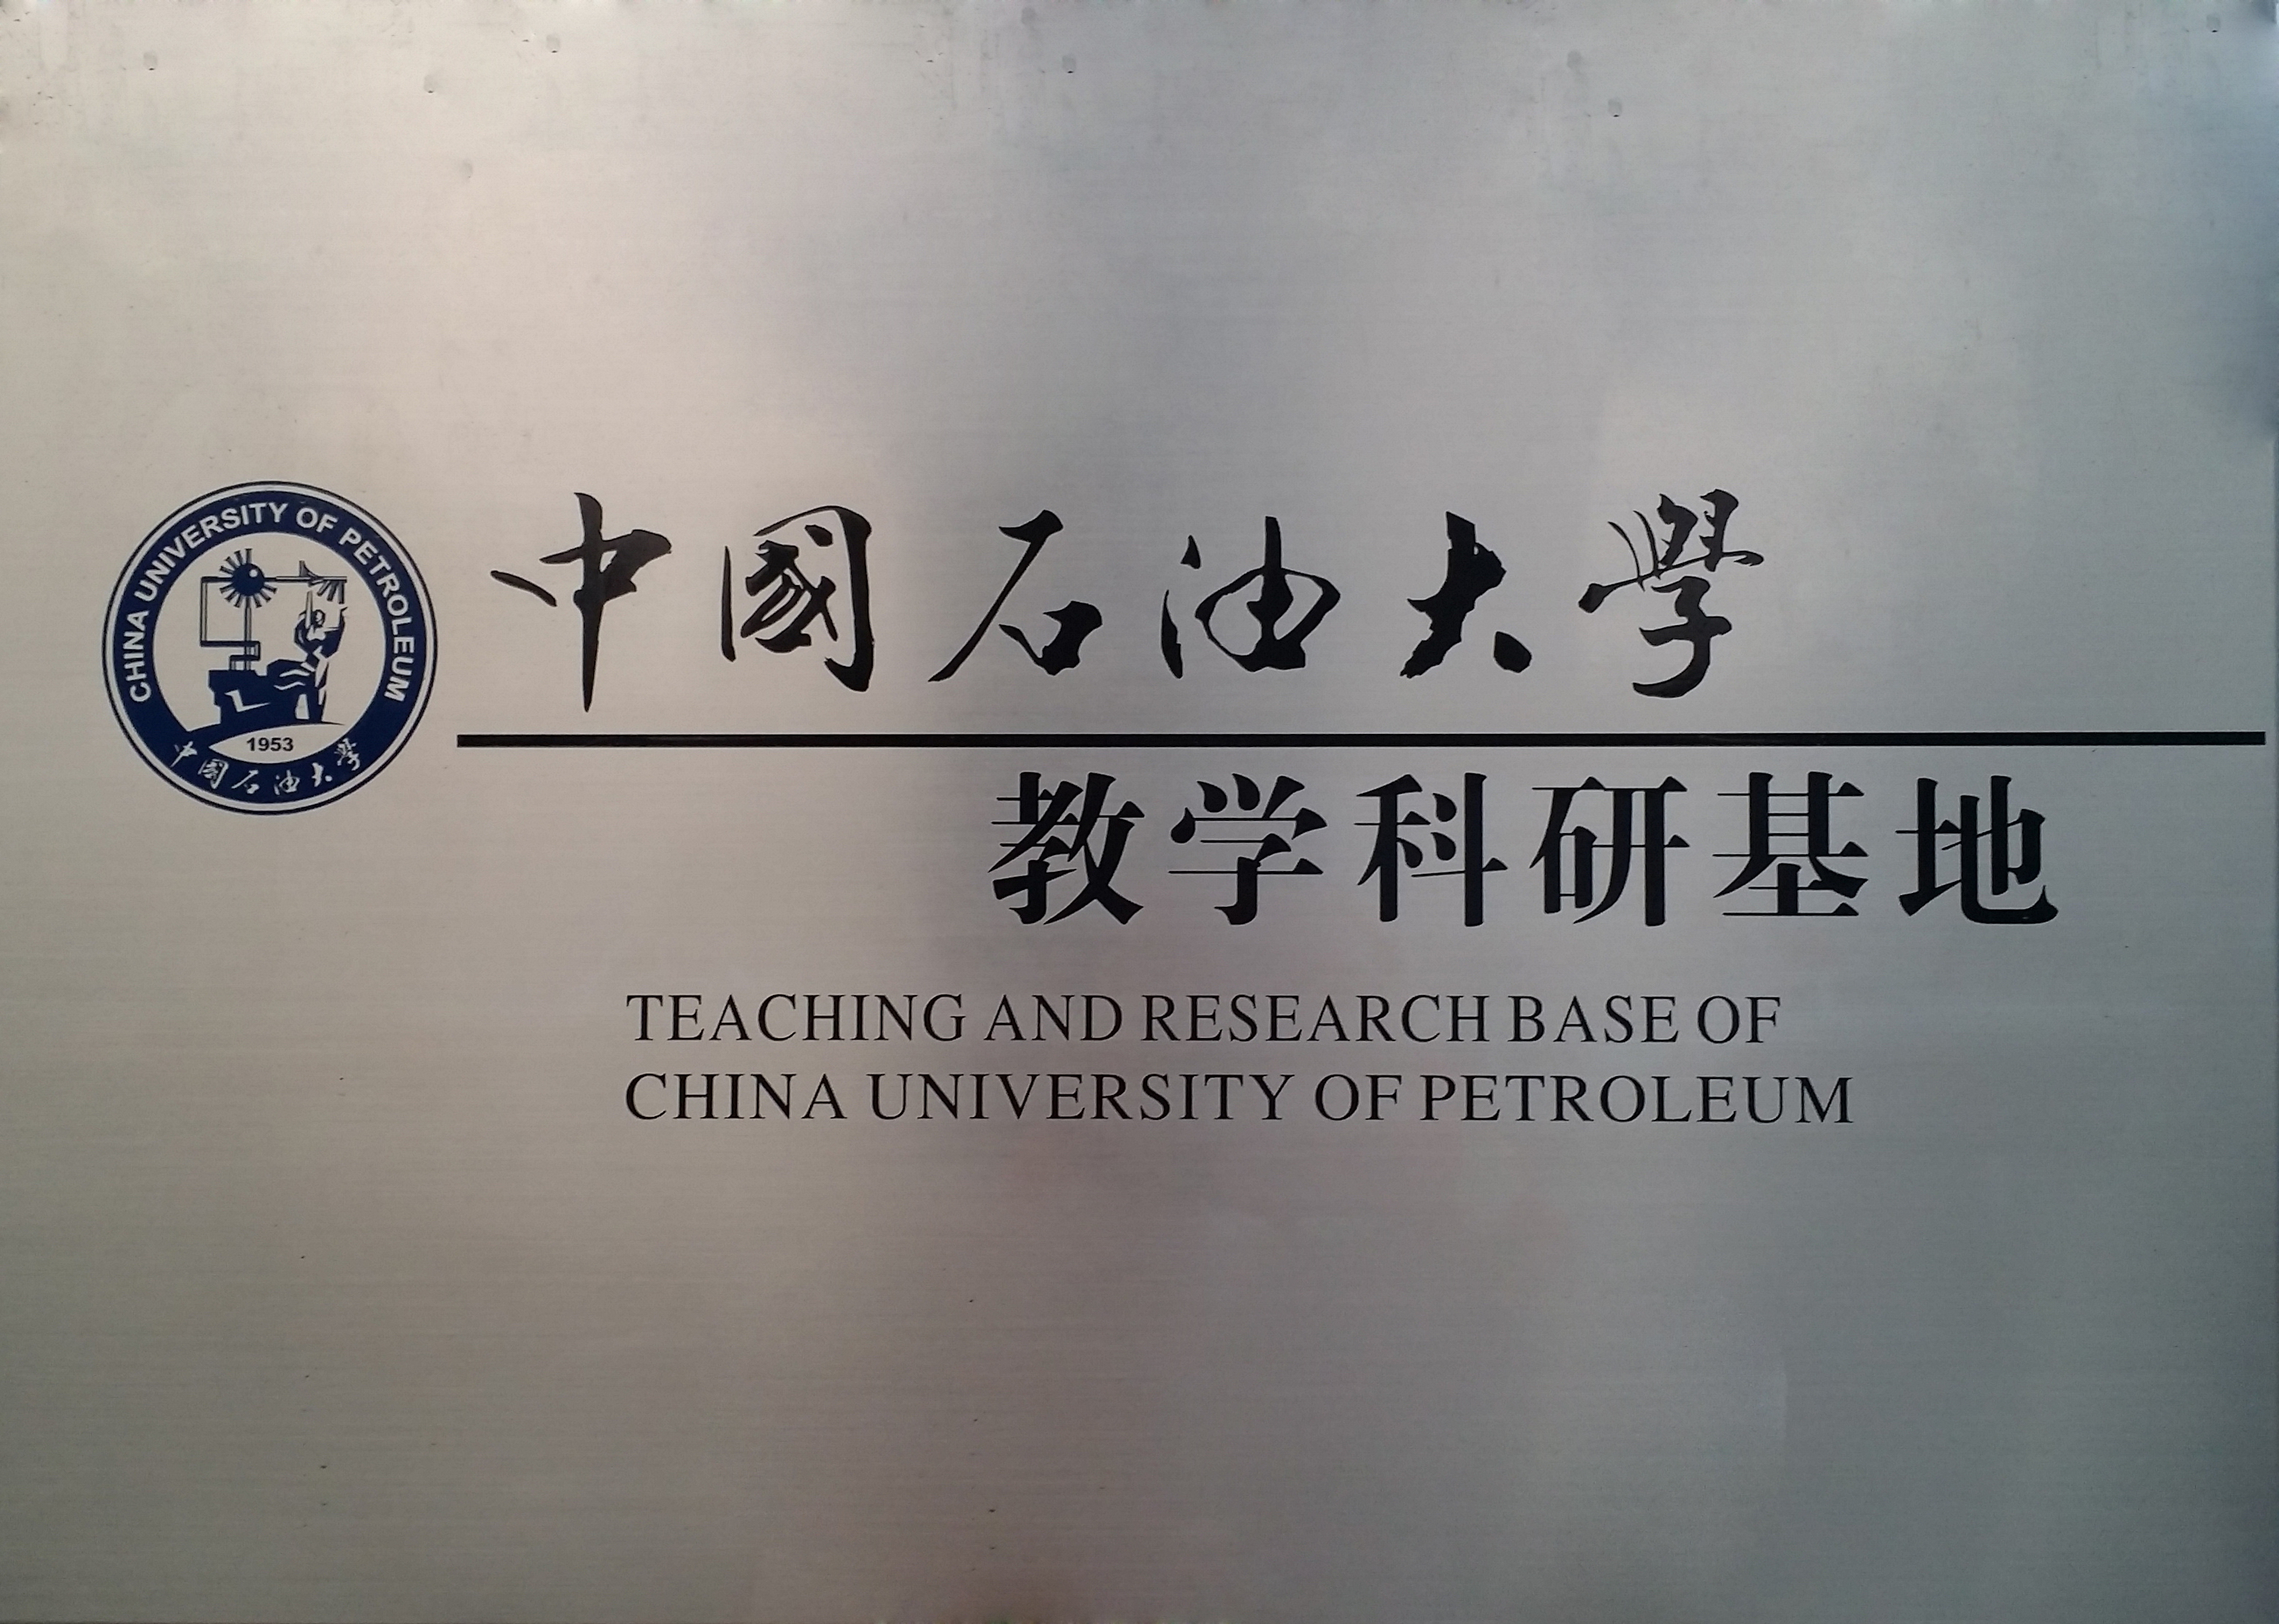 CHINA UNIVERSITY OF PETROLEUM
1953
中國石油大學
中國石油大學
教学科研基地
TEACHING AND RESEARCH BASE OF
CHINA UNIVERSITY OF PETROLEUM